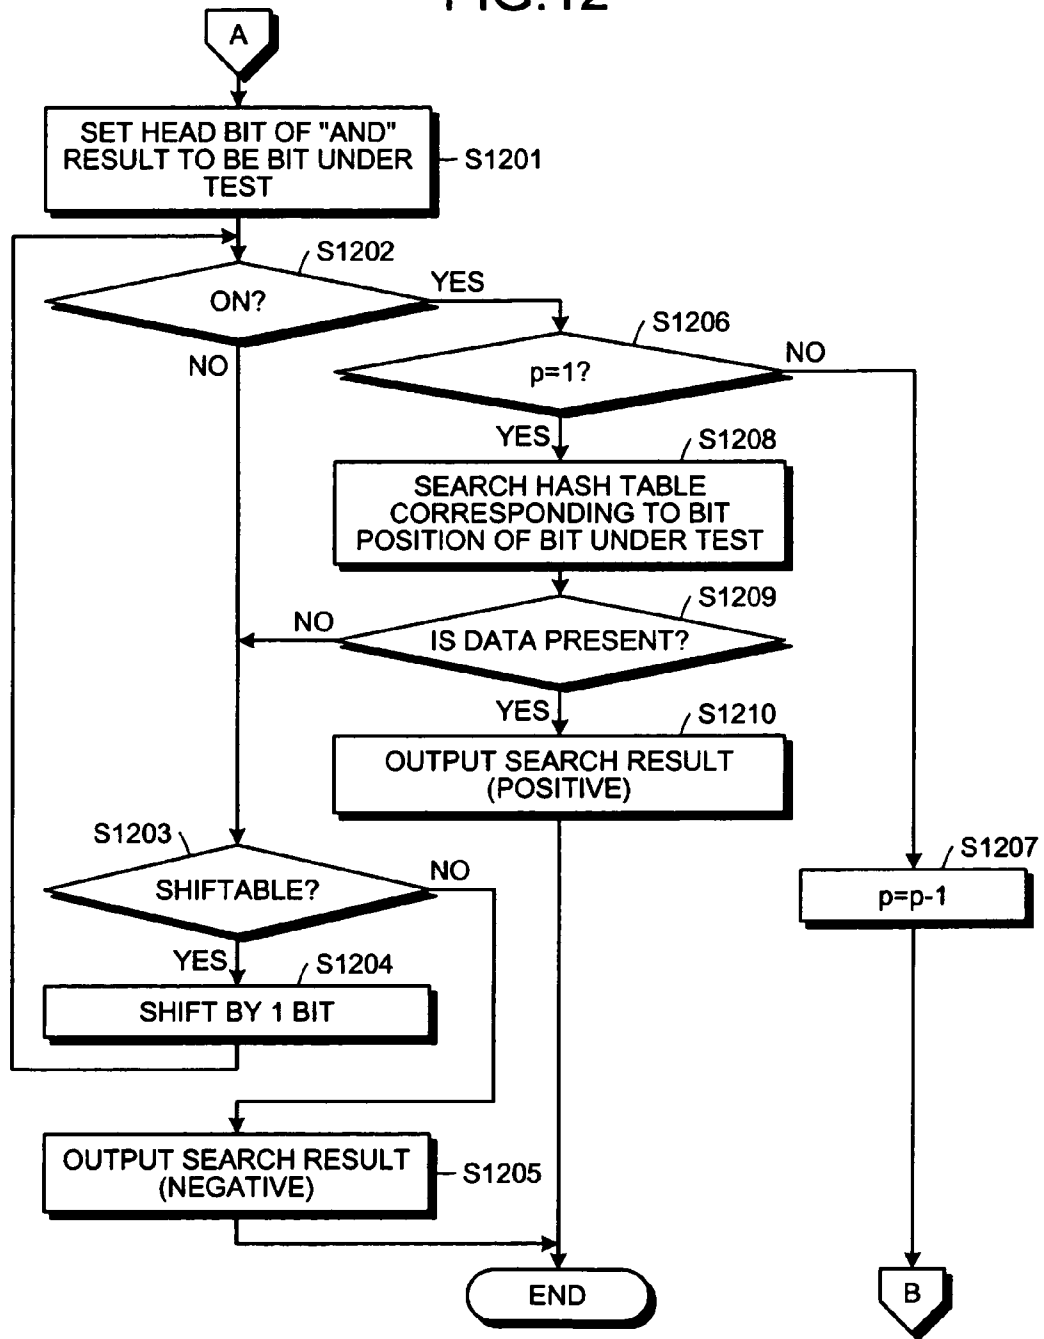 FIG.12
A
SET HEAD BIT OF "AND"
RESULT TO BE BIT UNDER
TEST
S1201
S1202
ON?
YES
NO
S1206
p=1?
NO
YES
S1208
SEARCH HASH TABLE
CORRESPONDING TO BIT
POSITION OF BIT UNDER TEST
S1209
IS DATA PRESENT?
NO
YES
S1210
OUTPUT SEARCH RESULT
(POSITIVE)
S1203
SHIFTABLE?
NO
YES
S1207
p=p-1
S1204
SHIFT BY 1 BIT
OUTPUT SEARCH RESULT
(NEGATIVE)
S1205
END
B